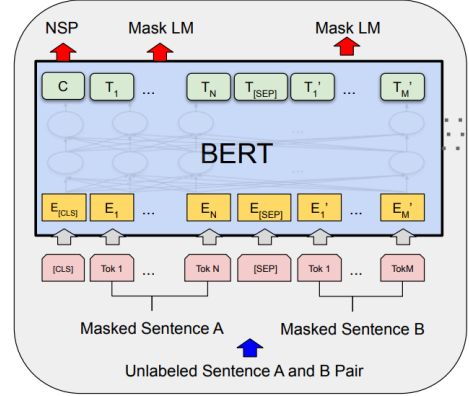 NSP Mask LM Mask LM
C T1 ... TN T[SEP] T1' ... TM'
...
BERT
E[CLS] E1 ... EN E[SEP] E1' ... EM'
[CLS] Tok 1 ... Tok N [SEP] Tok 1 ... TokM
Masked Sentence A Masked Sentence B
Unlabeled Sentence A and B Pair